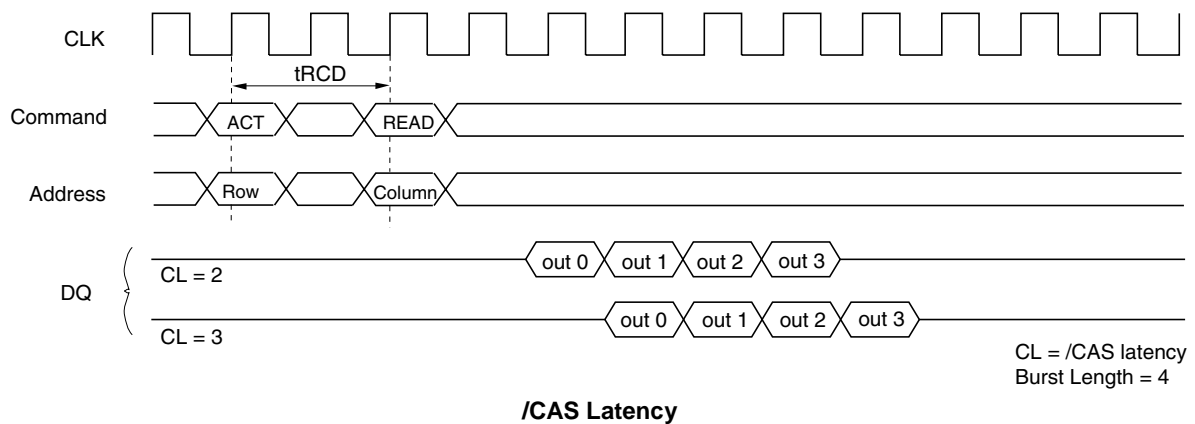 CLK
tRCD
Command
ACT
READ
Address
Row
Column
DQ
CL = 2
out 0
out 1
out 2
out 3
CL = 3
out 0
out 1
out 2
out 3
CL = /CAS latency
Burst Length = 4
/CAS Latency